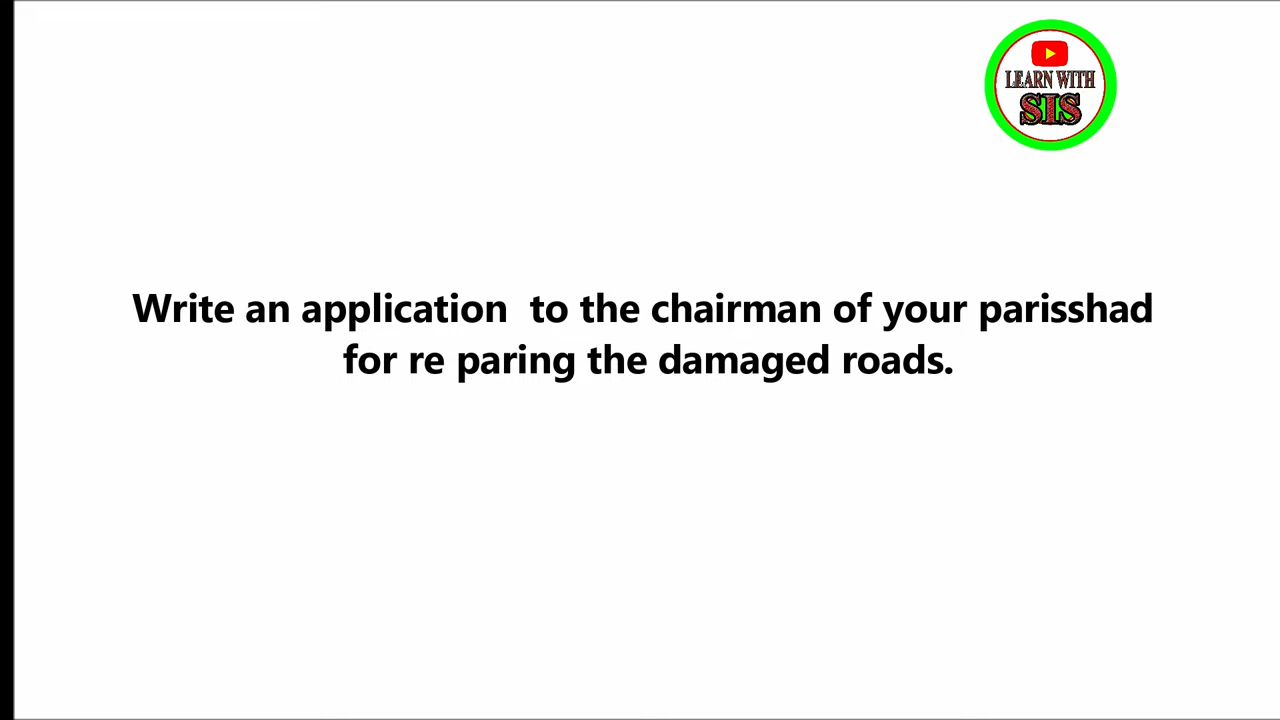 LEARN WITH
SIS
Write an application  to the chairman of your parisshad
for re paring the damaged roads.